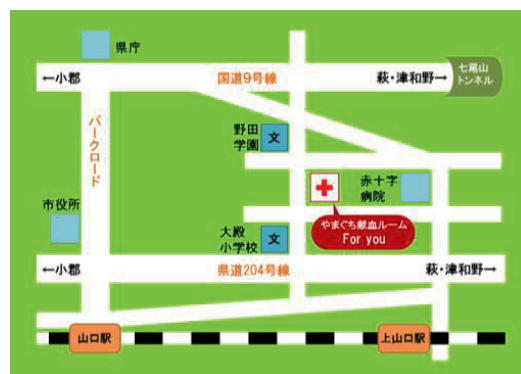 県庁
←小郡
国道9号線
萩・津和野→
七尾山
トンネル
パークロード
野田
学園
文
赤十字
病院
市役所
やまぐち献血ルーム
For you
大殿
小学校
文
←小郡
県道204号線
萩・津和野→
山口駅
上山口駅